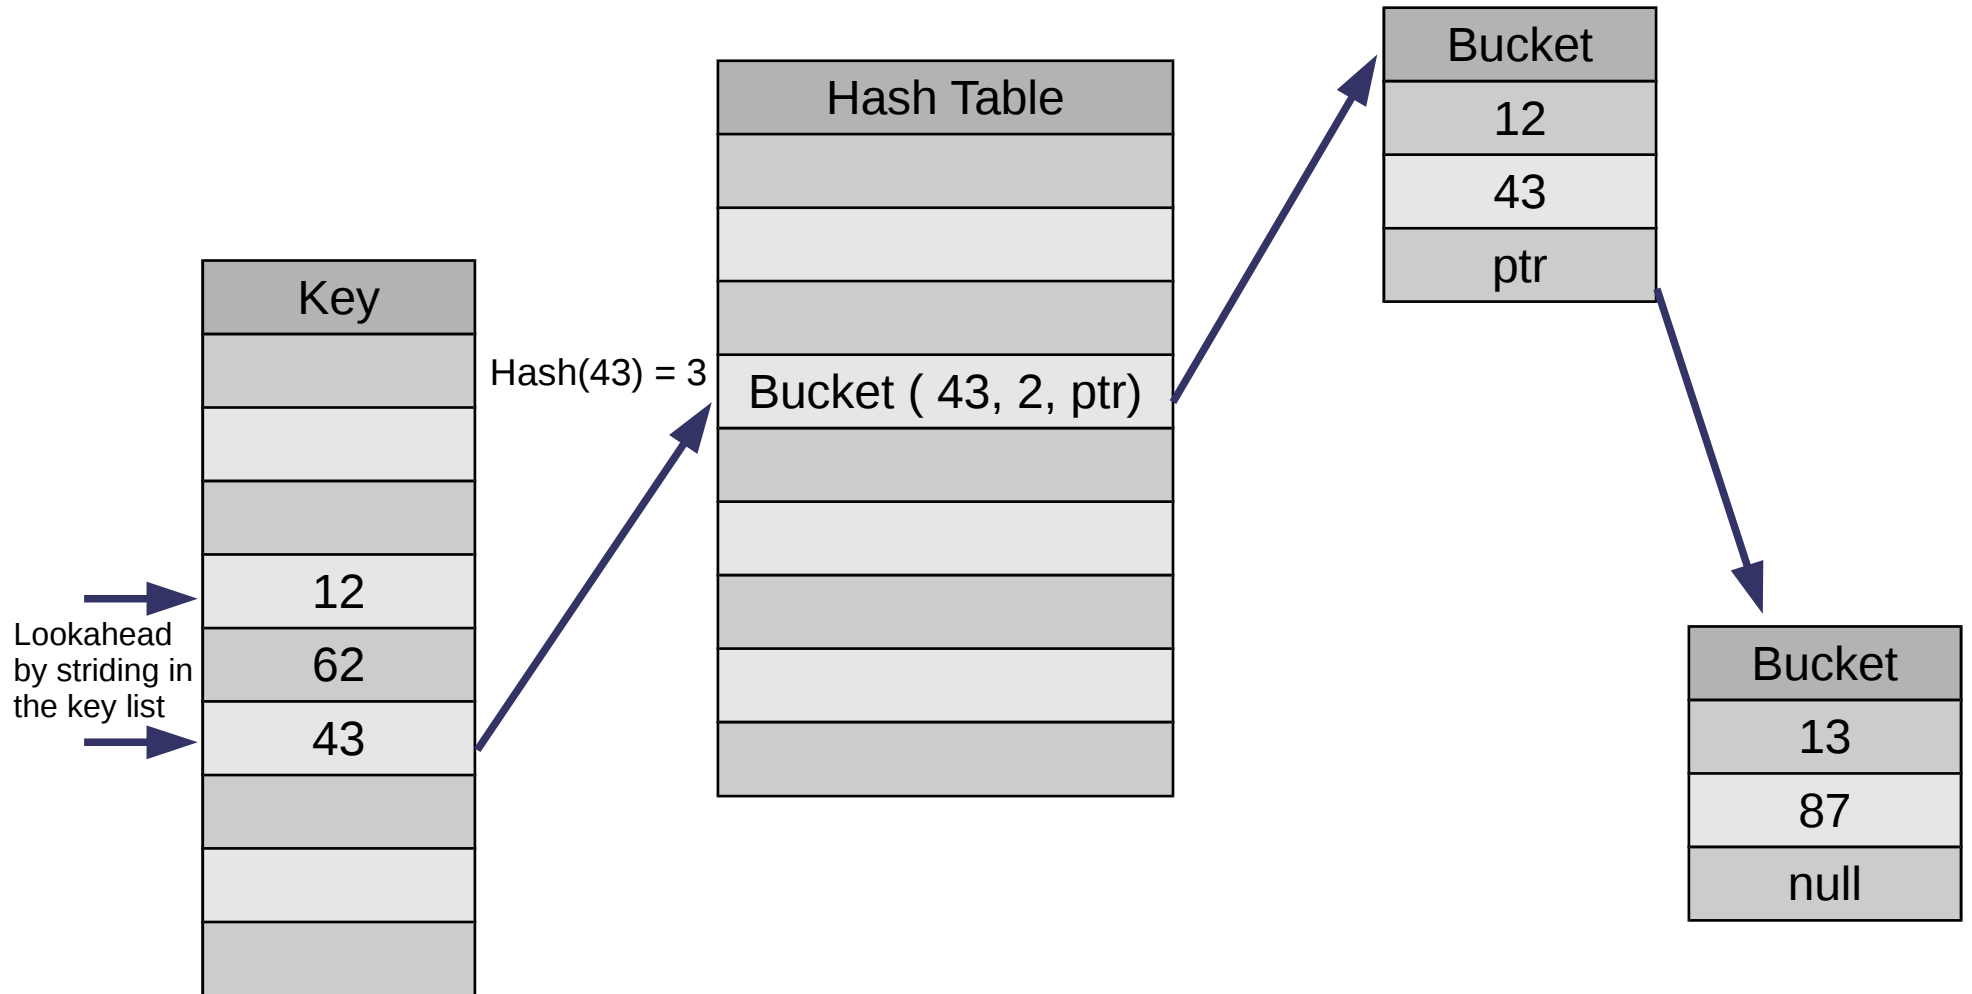 Key
12
62
43
Lookahead
by striding in
the key list
Hash(43) = 3
Hash Table
Bucket ( 43, 2, ptr)
Bucket
12
43
ptr
Bucket
13
87
null